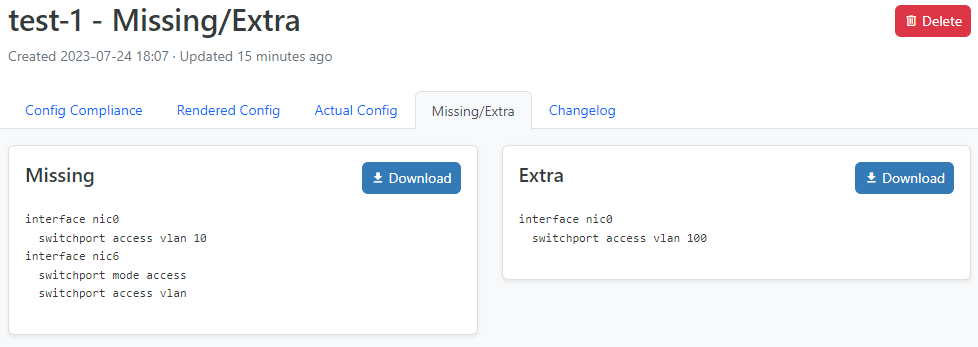 test-1 - Missing/Extra
Delete
Created 2023-07-24 18:07 · Updated 15 minutes ago
Config Compliance
Rendered Config
Actual Config
Missing/Extra
Changelog
Missing
Download
interface nic0
  switchport access vlan 10
interface nic6
  switchport mode access
  switchport access vlan
Extra
Download
interface nic0
  switchport access vlan 100